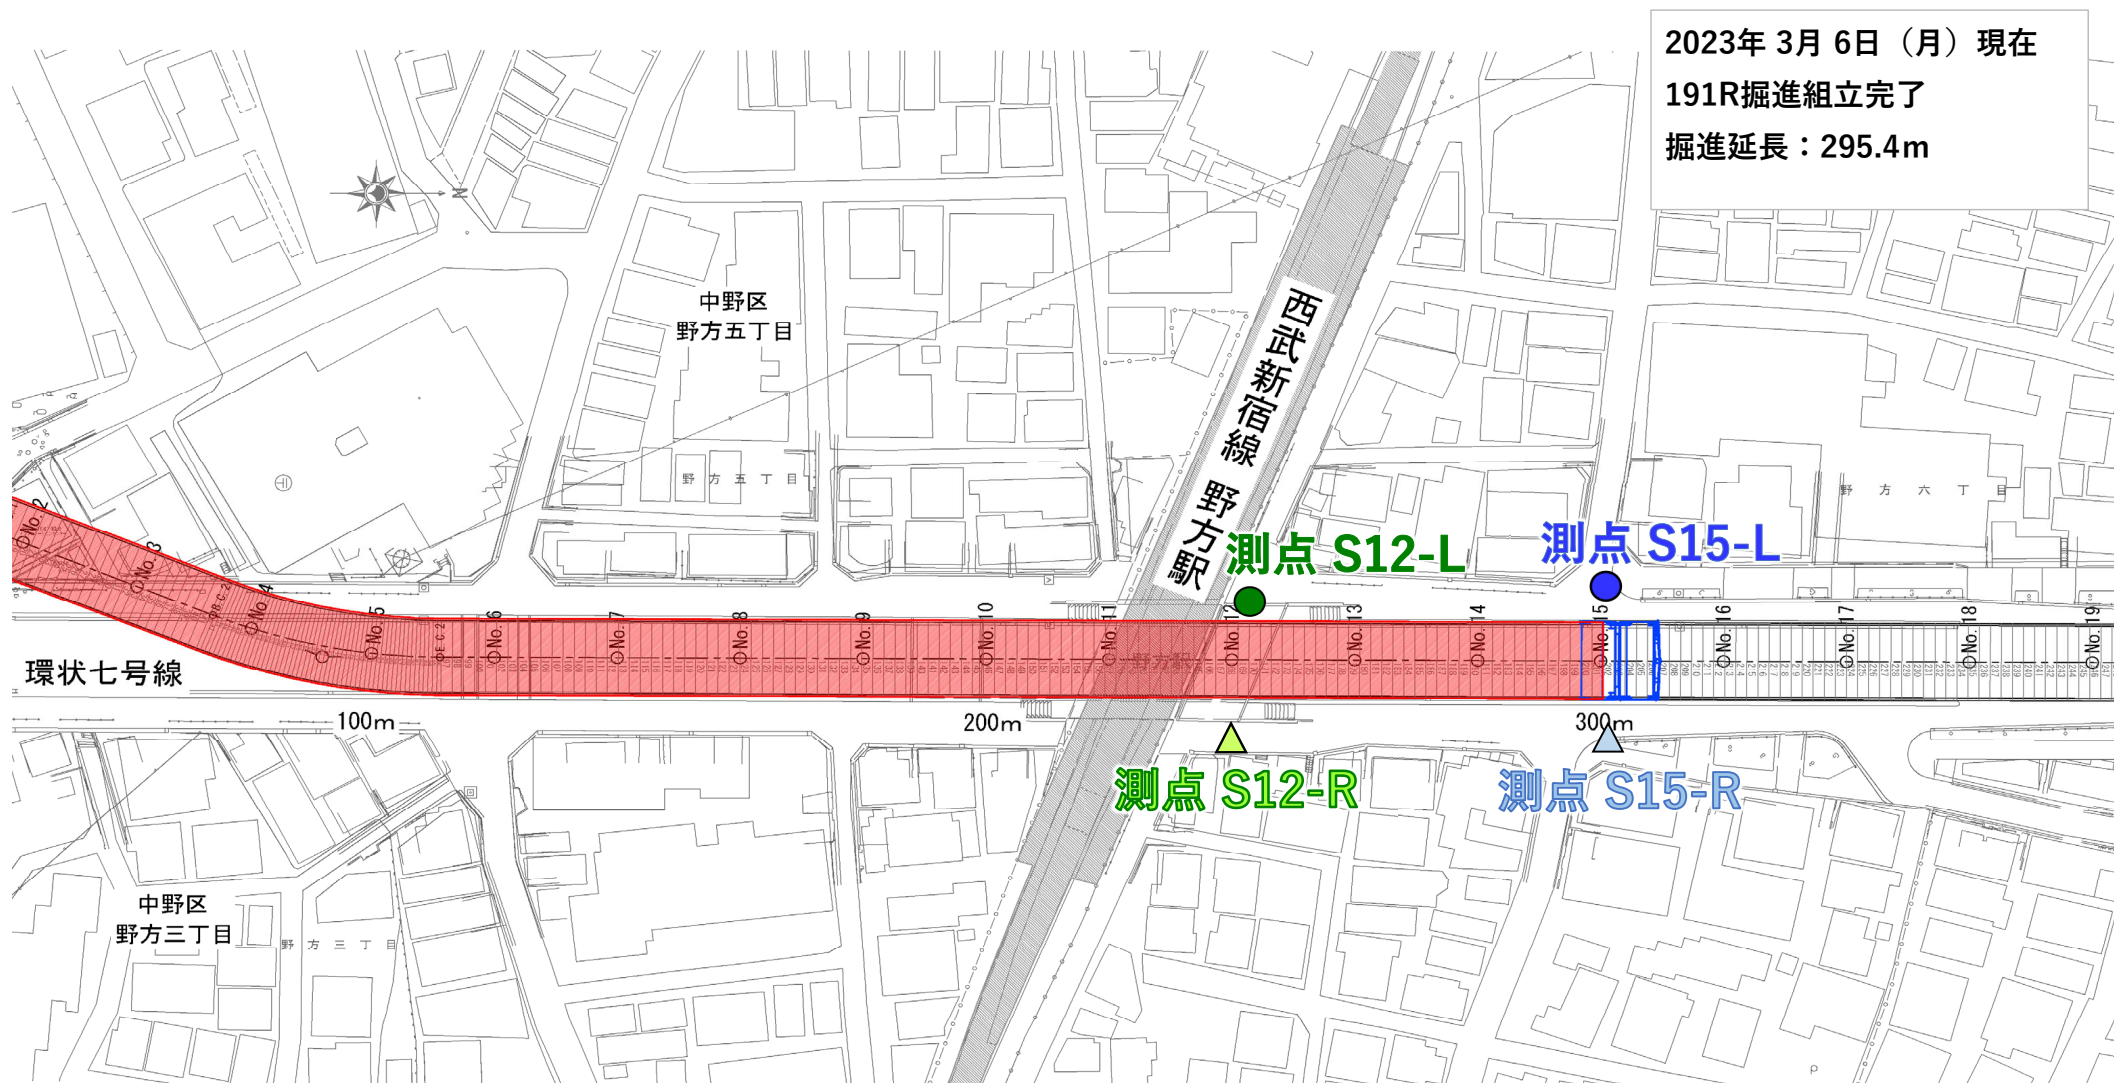 2023年 3月 6日（月）現在
191R掘進組立完了
掘進延長：295.4m
N
中野区
野方五丁目
西武新宿線 野方駅
野方五丁目
野方六丁目
測点 S12-L
測点 S15-L
No.2
No.3
B.C.2
No.4
No.5
E.C.2
No.6
No.7
No.8
No.9
No.10
No.11
No.12
No.13
No.14
No.15
No.16
No.17
No.18
No.19
野方駅
環状七号線
100m
200m
300m
測点 S12-R
測点 S15-R
中野区
野方三丁目
野方三丁目